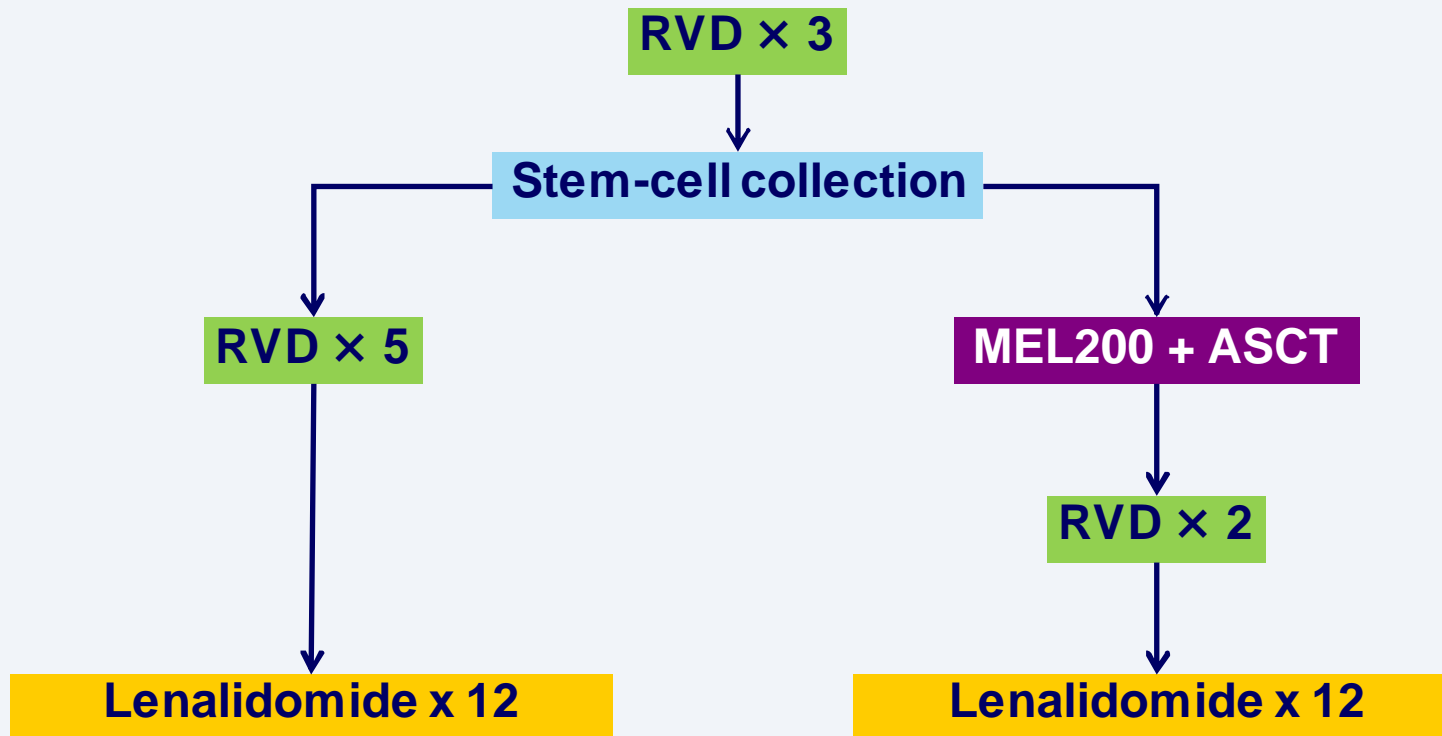 RVD × 3
Stem-cell collection
RVD × 5
MEL200 + ASCT
RVD × 2
Lenalidomide x 12
Lenalidomide x 12